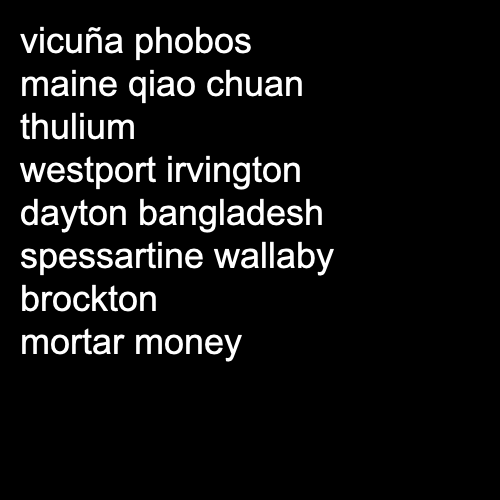 vicuña phobos
maine qiao chuan
thulium
westport irvington
dayton bangladesh
spessartine wallaby
brockton
mortar money